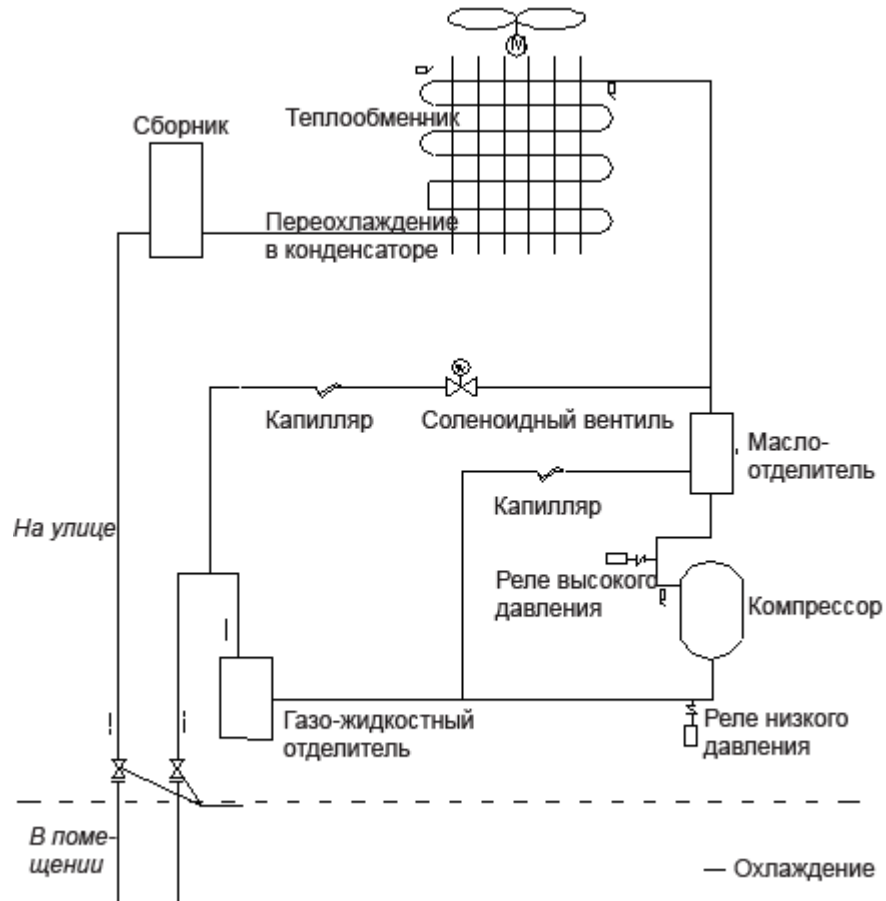 M
Сборник
Теплообменник
Переохлаждение
в конденсаторе
Капилляр
Соленоидный вентиль
Масло-
отделитель
Капилляр
На улице
Реле высокого
давления
Компрессор
Газо-жидкостный
отделитель
Реле низкого
давления
В поме-
щении
— Охлаждение